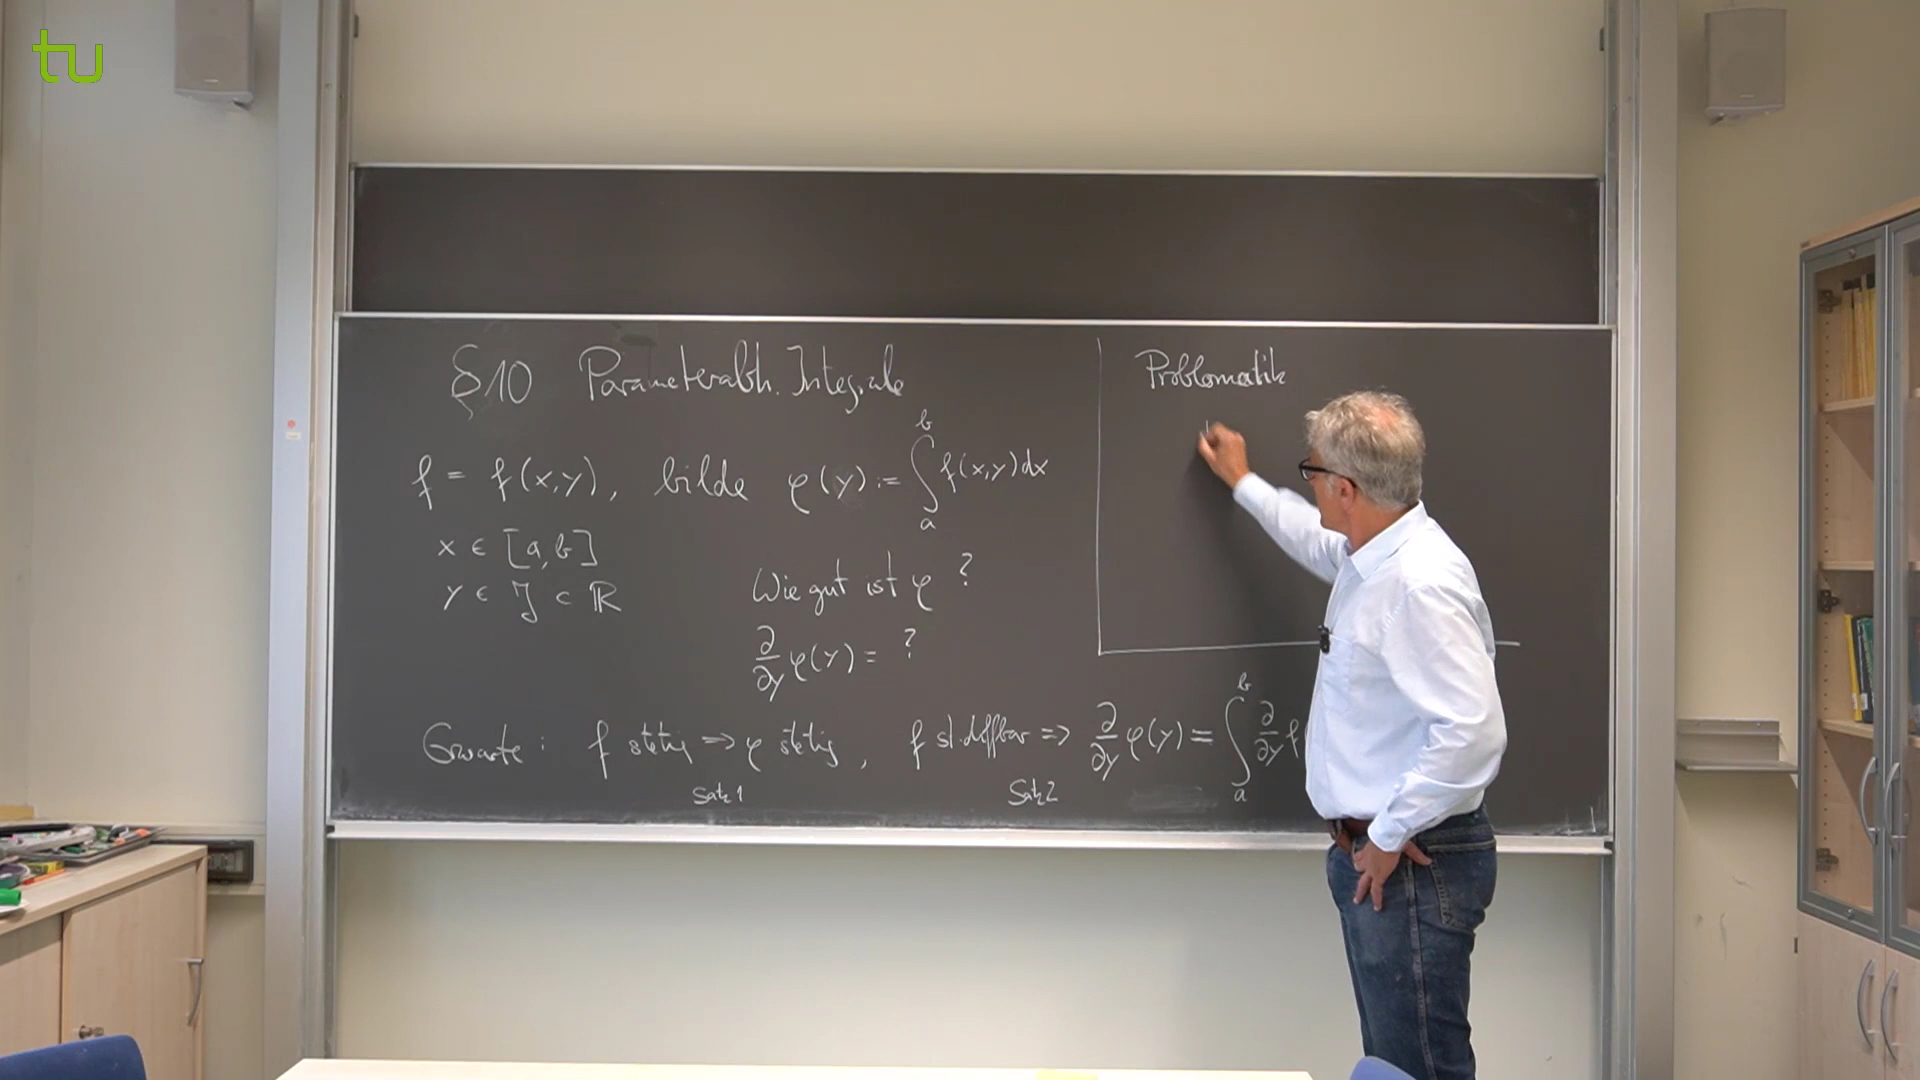 tu
§10 Parameterabh. Integrale
f = f(x,y), bilde φ(y) := ∫_a^b f(x,y) dx
x ∈ [a,b]
y ∈ J ⊂ ℝ
Wie gut ist φ ?
∂/∂y φ(y) = ?
Erwarte: f stetig ⇒ φ stetig, f st. diffbar ⇒ ∂/∂y φ(y) = ∫_a^b ∂/∂y f(
Satz 1 Satz 2
Problematik